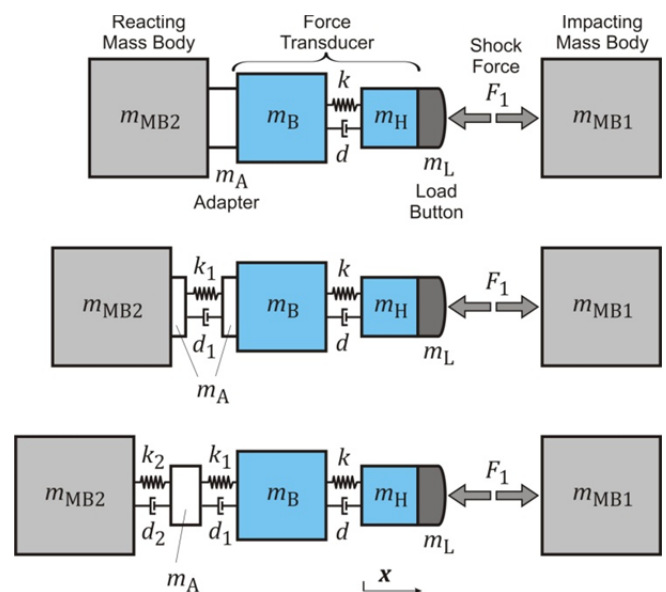 Reacting
Mass Body
Force
Transducer
Impacting
Mass Body
Shock
Force
m_MB2
m_B
k
d
m_H
F_1
m_MB1
m_A
Adapter
m_L
Load
Button
m_MB2
k_1
d_1
m_B
k
d
m_H
F_1
m_MB1
m_A
m_L
m_MB2
k_2
d_2
k_1
d_1
m_B
k
d
m_H
F_1
m_MB1
m_A
m_L
x